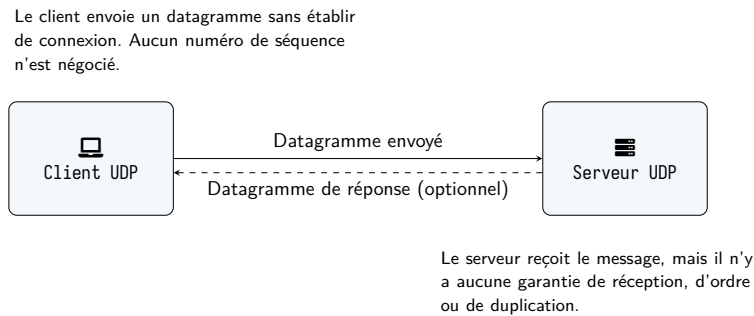 Le client envoie un datagramme sans établir
de connexion. Aucun numéro de séquence
n'est négocié.
Datagramme envoyé
Client UDP
Serveur UDP
Datagramme de réponse (optionnel)
Le serveur reçoit le message, mais il n'y
a aucune garantie de réception, d'ordre
ou de duplication.